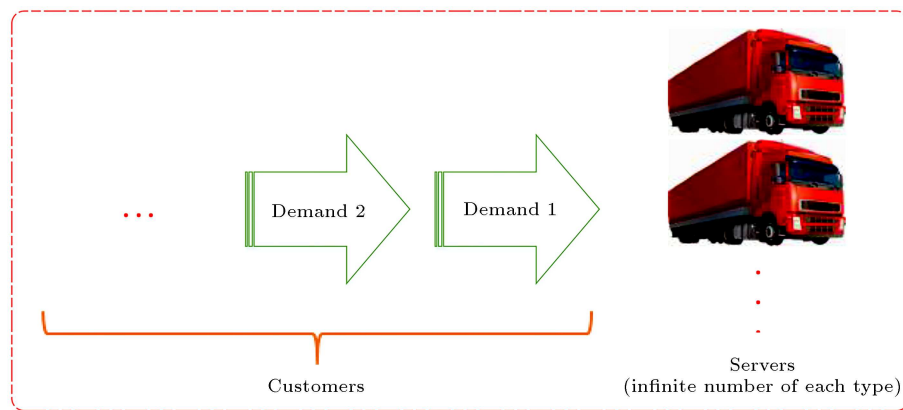 ...
Demand 2
Demand 1
Customers
Servers
(infinite number of each type)